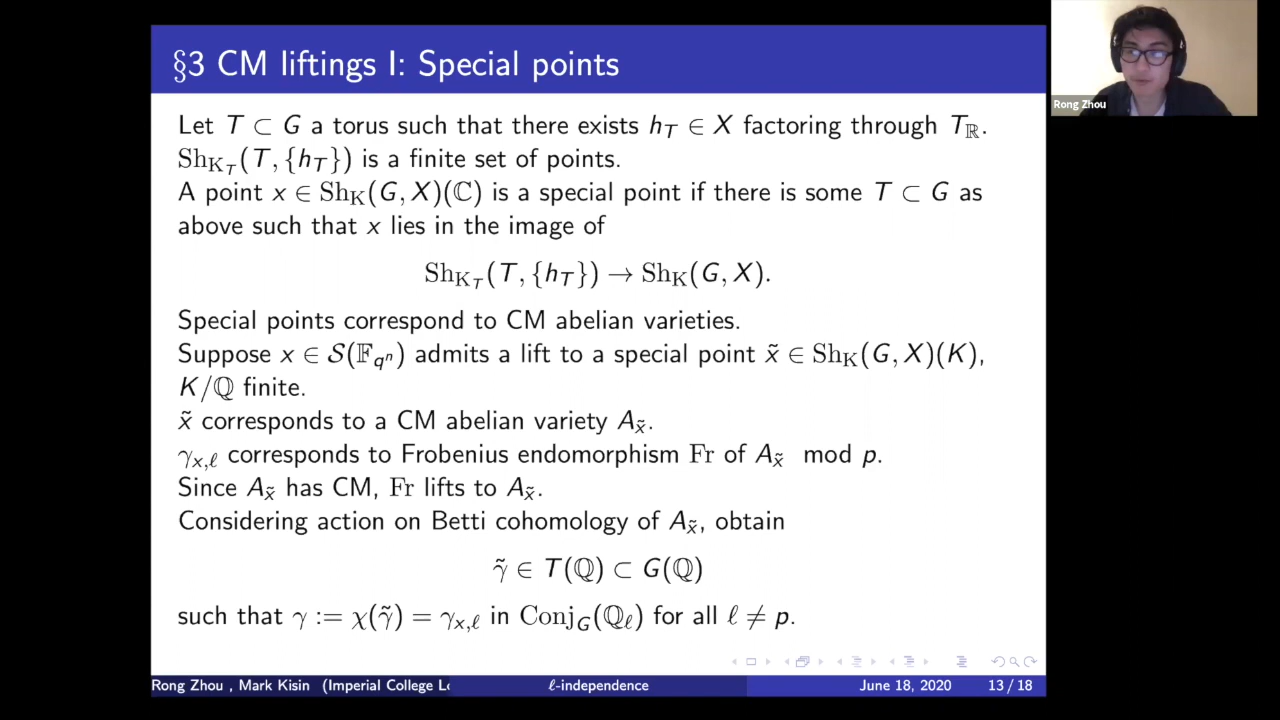 §3 CM liftings I: Special points
Rong Zhou
Let T ⊂ G a torus such that there exists h_T ∈ X factoring through T_ℝ.
Sh_{K_T}(T, {h_T}) is a finite set of points.
A point x ∈ Sh_K(G, X)(ℂ) is a special point if there is some T ⊂ G as
above such that x lies in the image of
Sh_{K_T}(T, {h_T}) → Sh_K(G, X).
Special points correspond to CM abelian varieties.
Suppose x ∈ 𝒮(𝔽_{qⁿ}) admits a lift to a special point x̃ ∈ Sh_K(G, X)(K),
K/ℚ finite.
x̃ corresponds to a CM abelian variety A_x̃.
γ_{x,ℓ} corresponds to Frobenius endomorphism Fr of A_x̃ mod p.
Since A_x̃ has CM, Fr lifts to A_x̃.
Considering action on Betti cohomology of A_x̃, obtain
γ̃ ∈ T(ℚ) ⊂ G(ℚ)
such that γ := χ(γ̃) = γ_{x,ℓ} in Conj_G(ℚ_ℓ) for all ℓ ≠ p.
Rong Zhou , Mark Kisin (Imperial College Lo
ℓ-independence
June 18, 2020
13 / 18